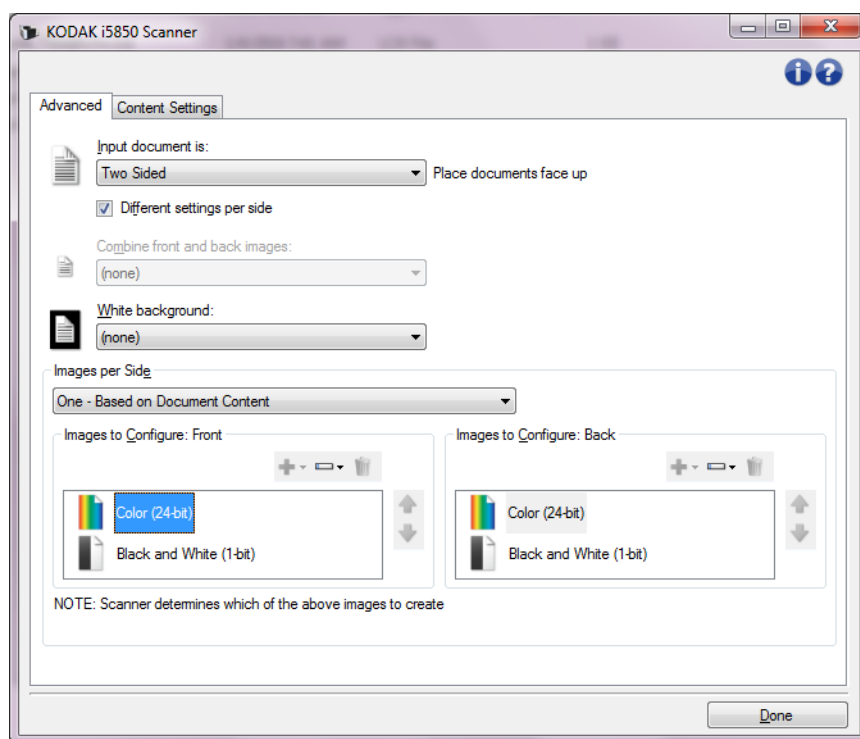 KODAK i5850 Scanner
Advanced
Content Settings
Input document is:
Two Sided
Place documents face up
Different settings per side
Combine front and back images:
(none)
White background:
(none)
Images per Side
One - Based on Document Content
Images to Configure: Front
Images to Configure: Back
Color (24-bit)
Color (24-bit)
Black and White (1-bit)
Black and White (1-bit)
NOTE: Scanner determines which of the above images to create
Done